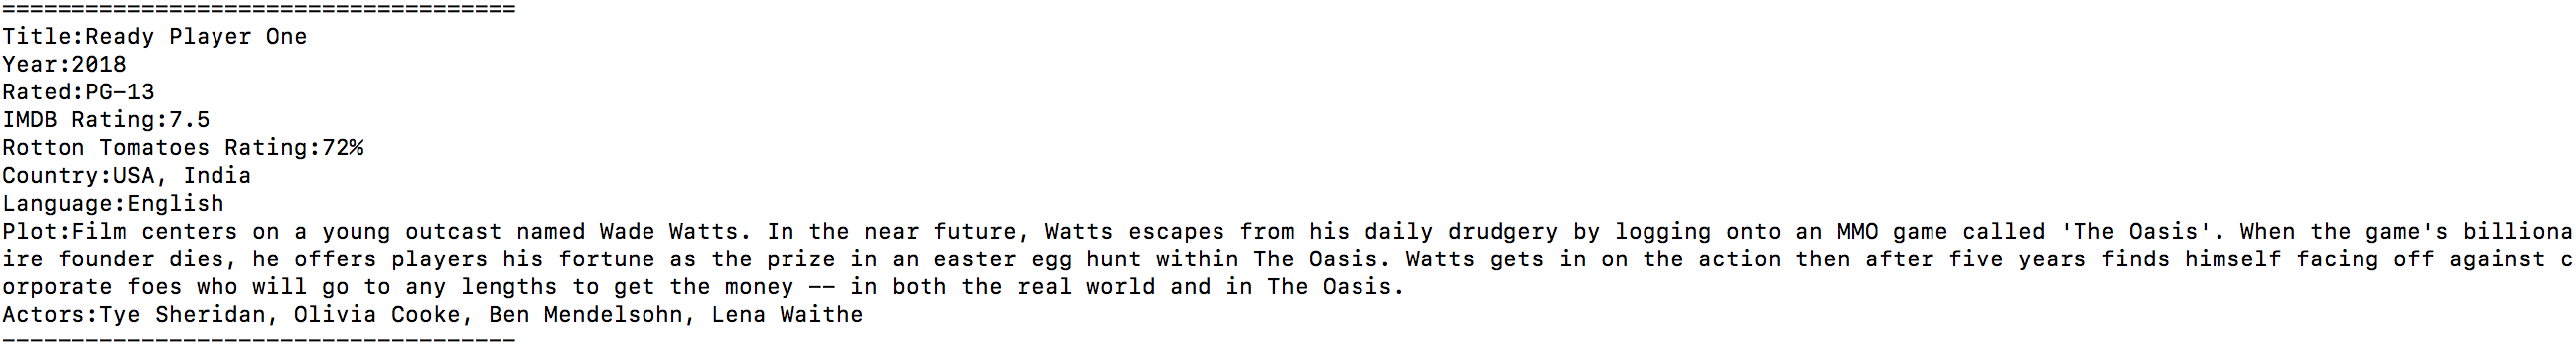 =====================================
Title:Ready Player One
Year:2018
Rated:PG-13
IMDB Rating:7.5
Rotton Tomatoes Rating:72%
Country:USA, India
Language:English
Plot:Film centers on a young outcast named Wade Watts. In the near future, Watts escapes from his daily drudgery by logging onto an MMO game called 'The Oasis'. When the game's billiona
ire founder dies, he offers players his fortune as the prize in an easter egg hunt within The Oasis. Watts gets in on the action then after five years finds himself facing off against c
orporate foes who will go to any lengths to get the money -- in both the real world and in The Oasis.
Actors:Tye Sheridan, Olivia Cooke, Ben Mendelsohn, Lena Waithe
-------------------------------------